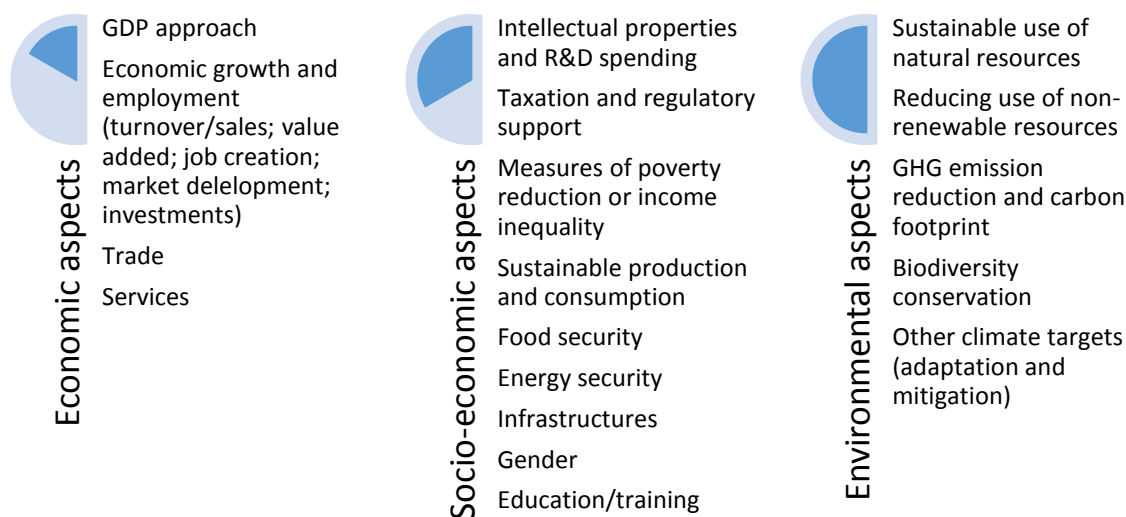 Economic aspects
GDP approach
Economic growth and
employment
(turnover/sales; value
added; job creation;
market delelopment;
investments)
Trade
Services
Socio-economic aspects
Intellectual properties
and R&D spending
Taxation and regulatory
support
Measures of poverty
reduction or income
inequality
Sustainable production
and consumption
Food security
Energy security
Infrastructures
Gender
Education/training
Environmental aspects
Sustainable use of
natural resources
Reducing use of non-
renewable resources
GHG emission
reduction and carbon
footprint
Biodiversity
conservation
Other climate targets
(adaptation and
mitigation)